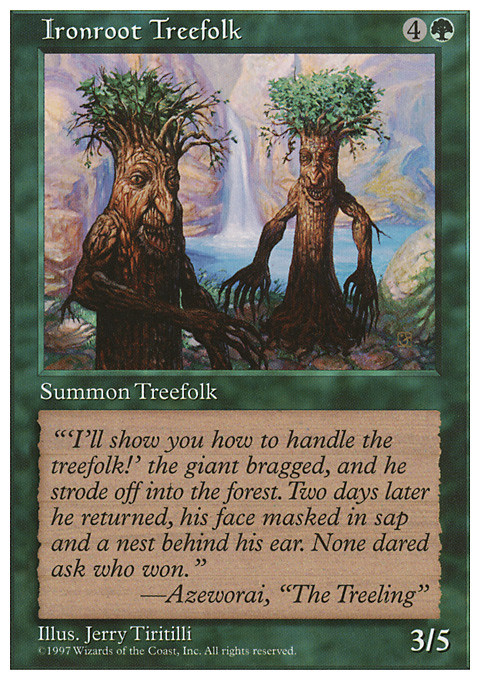 Ironroot Treefolk 4
Summon Treefolk
“‘I'll show you how to handle the
treefolk!’ the giant bragged, and he
strode off into the forest. Two days later
he returned, his face masked in sap
and a nest behind his ear. None dared
ask who won.”
—Azeworai, “The Treeling”
Illus. Jerry Tiritilli
©1997 Wizards of the Coast, Inc. All rights reserved.
3/5